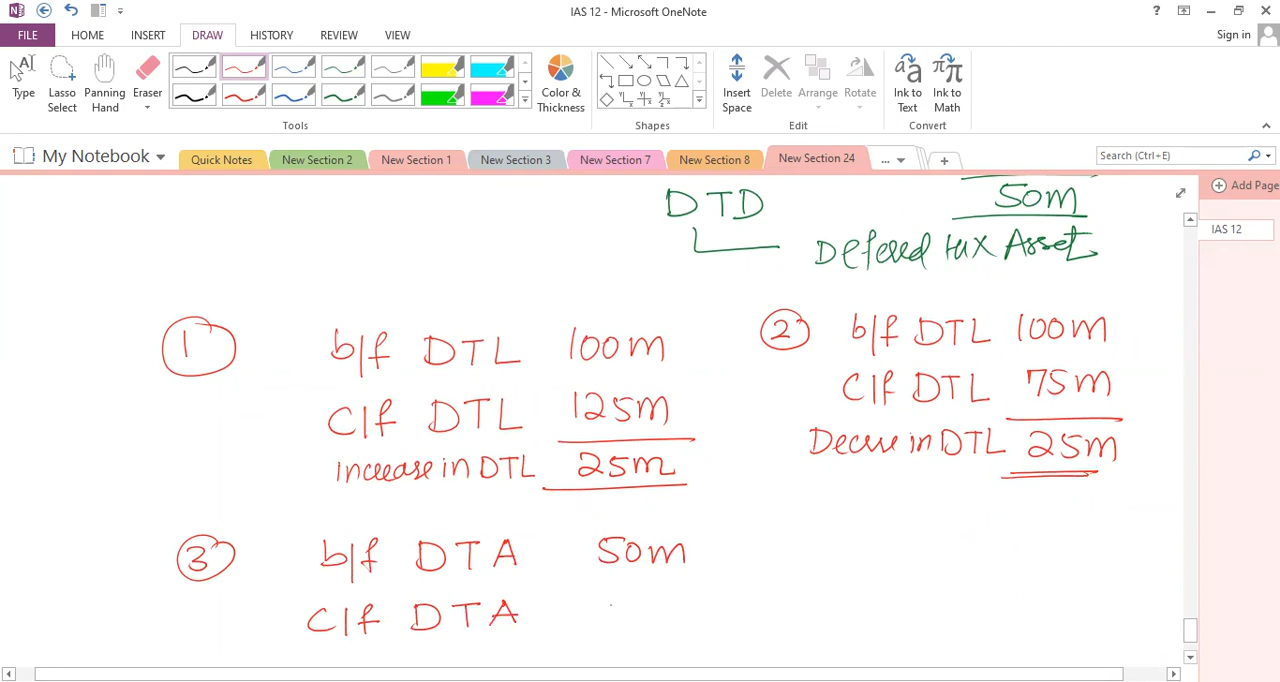 IAS 12 - Microsoft OneNote
?
FILE HOME INSERT DRAW HISTORY REVIEW VIEW
Sign in
Type
Lasso Select
Panning Hand
Eraser
Color & Thickness
Insert Space
Delete
Arrange
Rotate
Ink to Text
Ink to Math
Tools
Shapes
Edit
Convert
My Notebook
Quick Notes
New Section 2
New Section 1
New Section 3
New Section 7
New Section 8
New Section 24
...
Search (Ctrl+E)
Add Page
IAS 12
50m
DTD
Defered tax Asset
1
b/f DTL 100m
C/f DTL 125m
increase in DTL 25m
2
b/f DTL 100m
C/f DTL 75m
Decrese in DTL 25m
3
b/f DTA 50m
C/f DTA